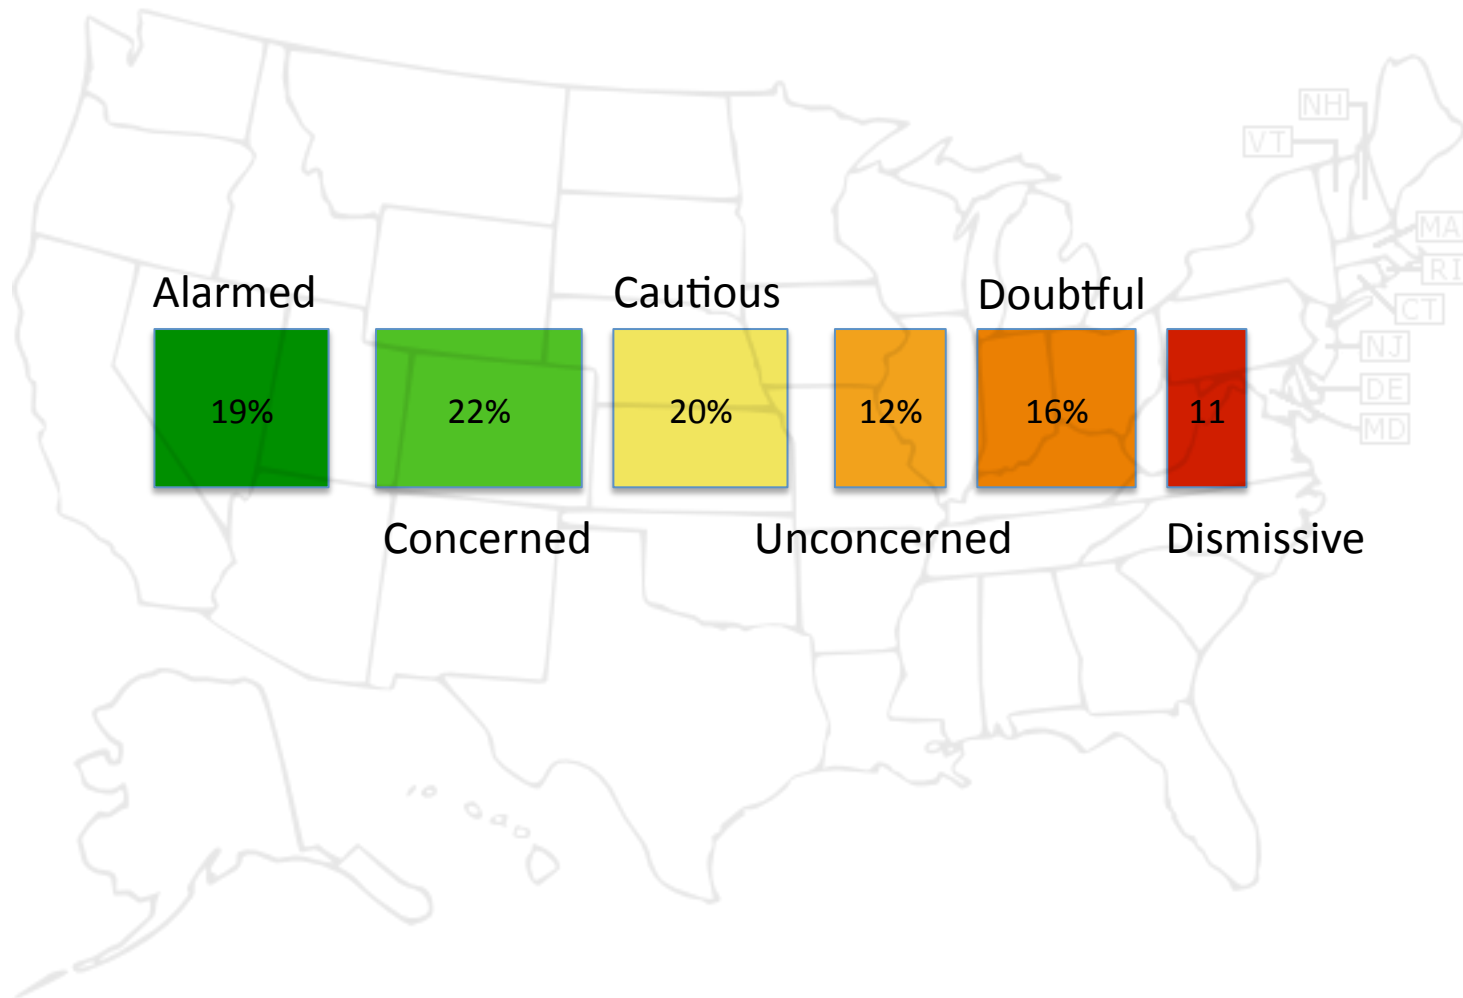 NH
VT
MA
RI
CT
NJ
DE
MD
Alarmed Cautious Doubtful
19% 22% 20% 12% 16% 11
Concerned Unconcerned Dismissive